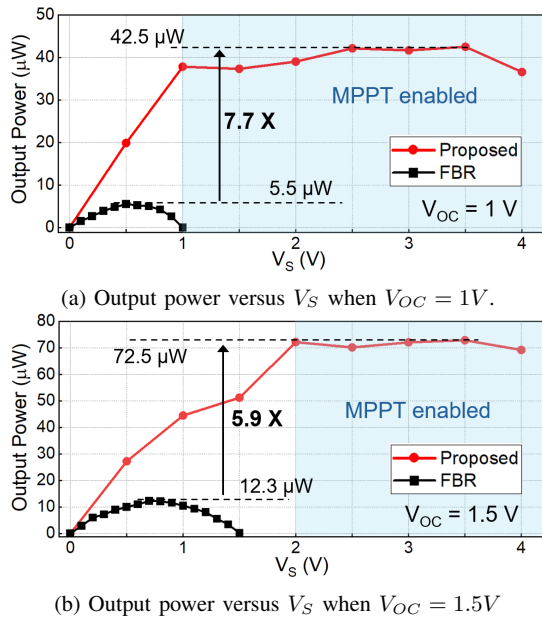 50
40
30
20
10
0
Output Power (μW)
42.5 μW
7.7 X
5.5 μW
MPPT enabled
Proposed
FBR
V_OC = 1 V
0 1 2 3 4
V_S (V)
(a) Output power versus V_S when V_OC = 1V.
80
70
60
50
40
30
20
10
0
Output Power (μW)
72.5 μW
5.9 X
12.3 μW
MPPT enabled
Proposed
FBR
V_OC = 1.5 V
0 1 2 3 4
V_S (V)
(b) Output power versus V_S when V_OC = 1.5V